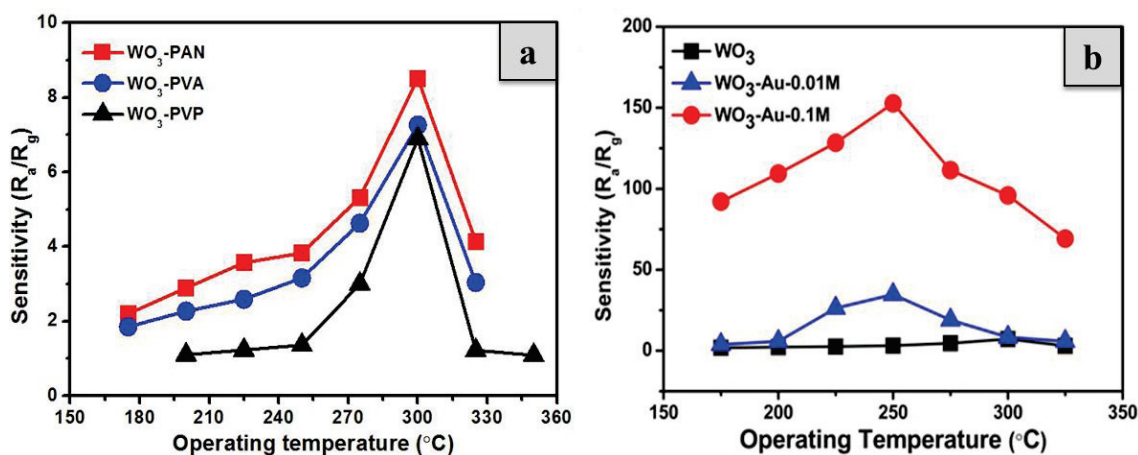 a
WO3-PAN
WO3-PVA
WO3-PVP
Sensitivity (Ra/Rg)
10
8
6
4
2
0
150 180 210 240 270 300 330 360
Operating temperature (°C)
b
WO3
WO3-Au-0.01M
WO3-Au-0.1M
Sensitivity (Ra/Rg)
200
150
100
50
0
150 200 250 300 350
Operating Temperature (°C)